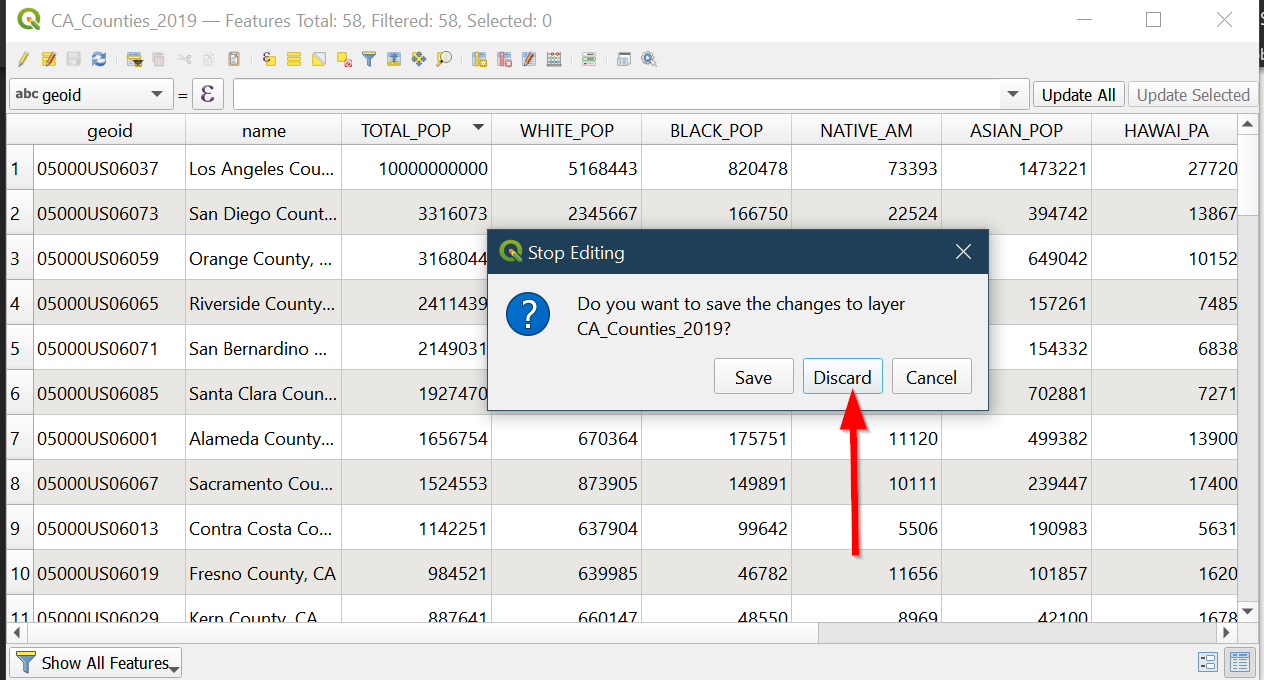 CA_Counties_2019 — Features Total: 58, Filtered: 58, Selected: 0
abc geoid = ε Update All Update Selected
geoid name TOTAL_POP WHITE_POP BLACK_POP NATIVE_AM ASIAN_POP HAWAI_PA
1 05000US06037 Los Angeles Cou... 10000000000 5168443 820478 73393 1473221 27720
2 05000US06073 San Diego Count... 3316073 2345667 166750 22524 394742 13867
3 05000US06059 Orange County, ... 3168044 649042 10152
4 05000US06065 Riverside County... 2411439 157261 7485
5 05000US06071 San Bernardino ... 2149031 154332 6838
6 05000US06085 Santa Clara Coun... 1927470 702881 7271
7 05000US06001 Alameda County... 1656754 670364 175751 11120 499382 13900
8 05000US06067 Sacramento Cou... 1524553 873905 149891 10111 239447 17400
9 05000US06013 Contra Costa Co... 1142251 637904 99642 5506 190983 5631
10 05000US06019 Fresno County, CA 984521 639985 46782 11656 101857 1620
11 05000US06029 Kern County, CA 887641 660147 48550 8969 42100 1678
Stop Editing
Do you want to save the changes to layer
CA_Counties_2019?
Save Discard Cancel
Show All Features